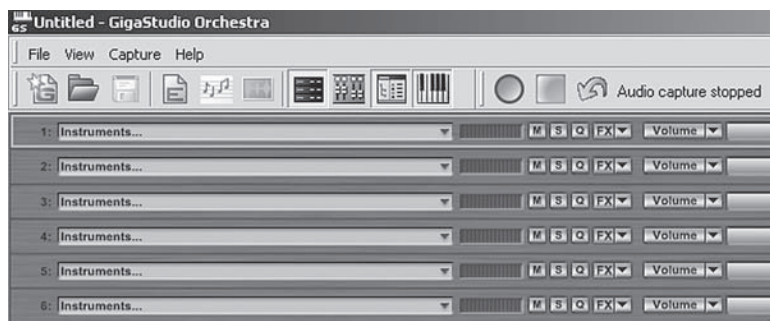 GS Untitled - GigaStudio Orchestra
File View Capture Help
Audio capture stopped
1: Instruments... M S Q FX Volume
2: Instruments... M S Q FX Volume
3: Instruments... M S Q FX Volume
4: Instruments... M S Q FX Volume
5: Instruments... M S Q FX Volume
6: Instruments... M S Q FX Volume